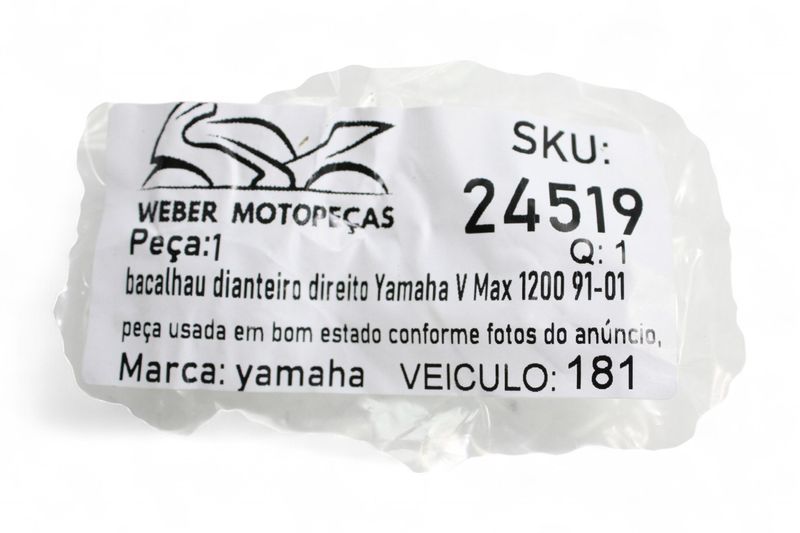 WEBER MOTOPEÇAS
SKU:
24519
Peça:1
Q: 1
bacalhau dianteiro direito Yamaha V Max 1200 91-01
peça usada em bom estado conforme fotos do anúncio,
Marca: yamaha VEICULO: 181